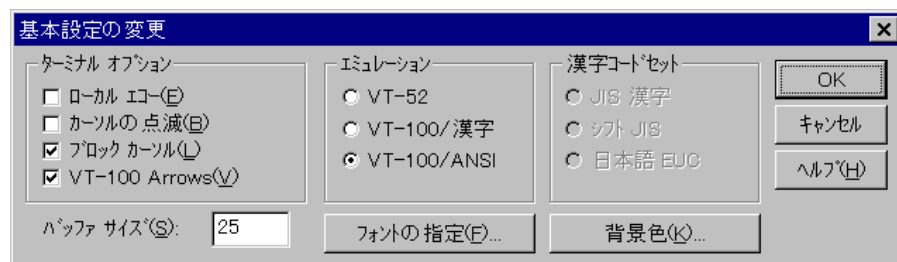 基本設定の変更
ﾀｰﾐﾅﾙ ｵﾌﾟｼｮﾝ
ﾛｰｶﾙ ｴｺｰ(E)
ｶｰｿﾙの点滅(B)
ﾌﾞﾛｯｸ ｶｰｿﾙ(L)
VT-100 Arrows(V)
ﾊﾞｯﾌｧ ｻｲｽﾞ(S):
25
ｴﾐｭﾚｰｼｮﾝ
VT-52
VT-100/漢字
VT-100/ANSI
ﾌｫﾝﾄの指定(F)...
漢字ｺｰﾄﾞｾｯﾄ
JIS 漢字
ｼﾌﾄ JIS
日本語 EUC
背景色(K)...
OK
ｷｬﾝｾﾙ
ﾍﾙﾌﾟ(H)